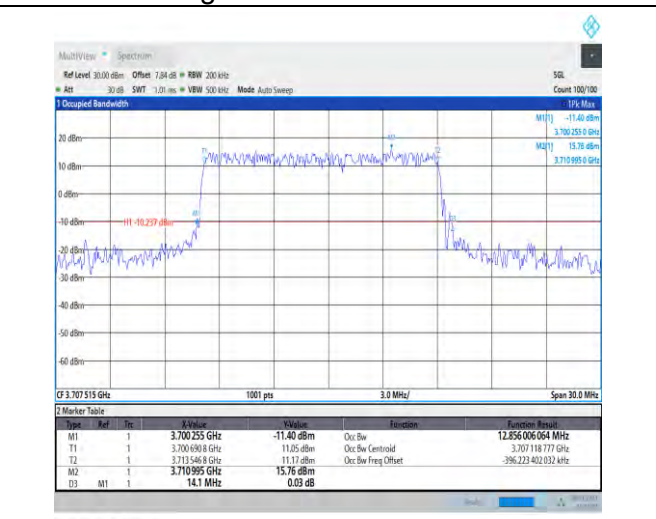 MultiView Spectrum
Ref Level 30.00 dBm Offset 7.84 dB RBW 200 kHz SGL
Att 30 dB SWT 1.01 ms VBW 500 kHz Mode Auto Sweep Count 100/100
1 Occupied Bandwidth 1Pk Max
M1[1] -11.40 dBm
3.700 255 0 GHz
M2[1] 15.76 dBm
3.710 995 0 GHz
20 dBm
10 dBm
0 dBm
-10 dBm
H1 -10.237 dBm
-20 dBm
-30 dBm
-40 dBm
-50 dBm
-60 dBm
CF 3.707 515 GHz 1001 pts 3.0 MHz/ Span 30.0 MHz
2 Marker Table
Type Ref Trc X-Value Y-Value Function Function Result
M1 1 3.700 255 GHz -11.40 dBm Occ Bw 12.856 006 064 MHz
T1 1 3.700 690 8 GHz 11.05 dBm Occ Bw Centroid 3.707 118 777 GHz
T2 1 3.713 546 8 GHz 11.17 dBm Occ Bw Freq Offset -396.223 402 032 kHz
M2 1 3.710 995 GHz 15.76 dBm
D3 M1 1 14.1 MHz 0.03 dB